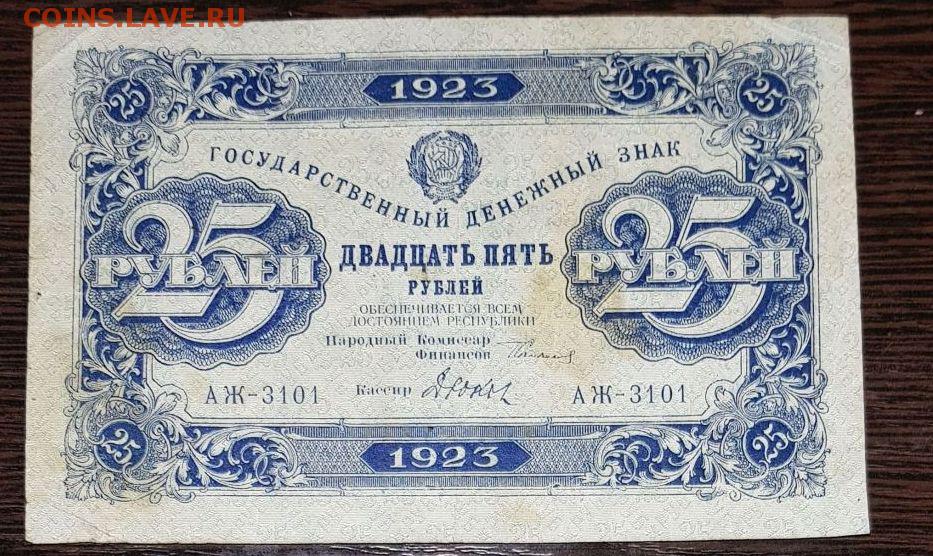 COINS.LAVE.RU
25 1923 25
ГОСУДАРСТВЕННЫЙ ДЕНЕЖНЫЙ ЗНАК
25 РУБЛЕЙ
ДВАДЦАТЬ ПЯТЬ
РУБЛЕЙ
25 РУБЛЕЙ
ОБЕСПЕЧИВАЕТСЯ ВСЕМ
ДОСТОЯНИЕМ РЕСПУБЛИКИ
Народный Комиссар
Финансов
АЖ-3101 Кассир АЖ-3101
25 1923 25